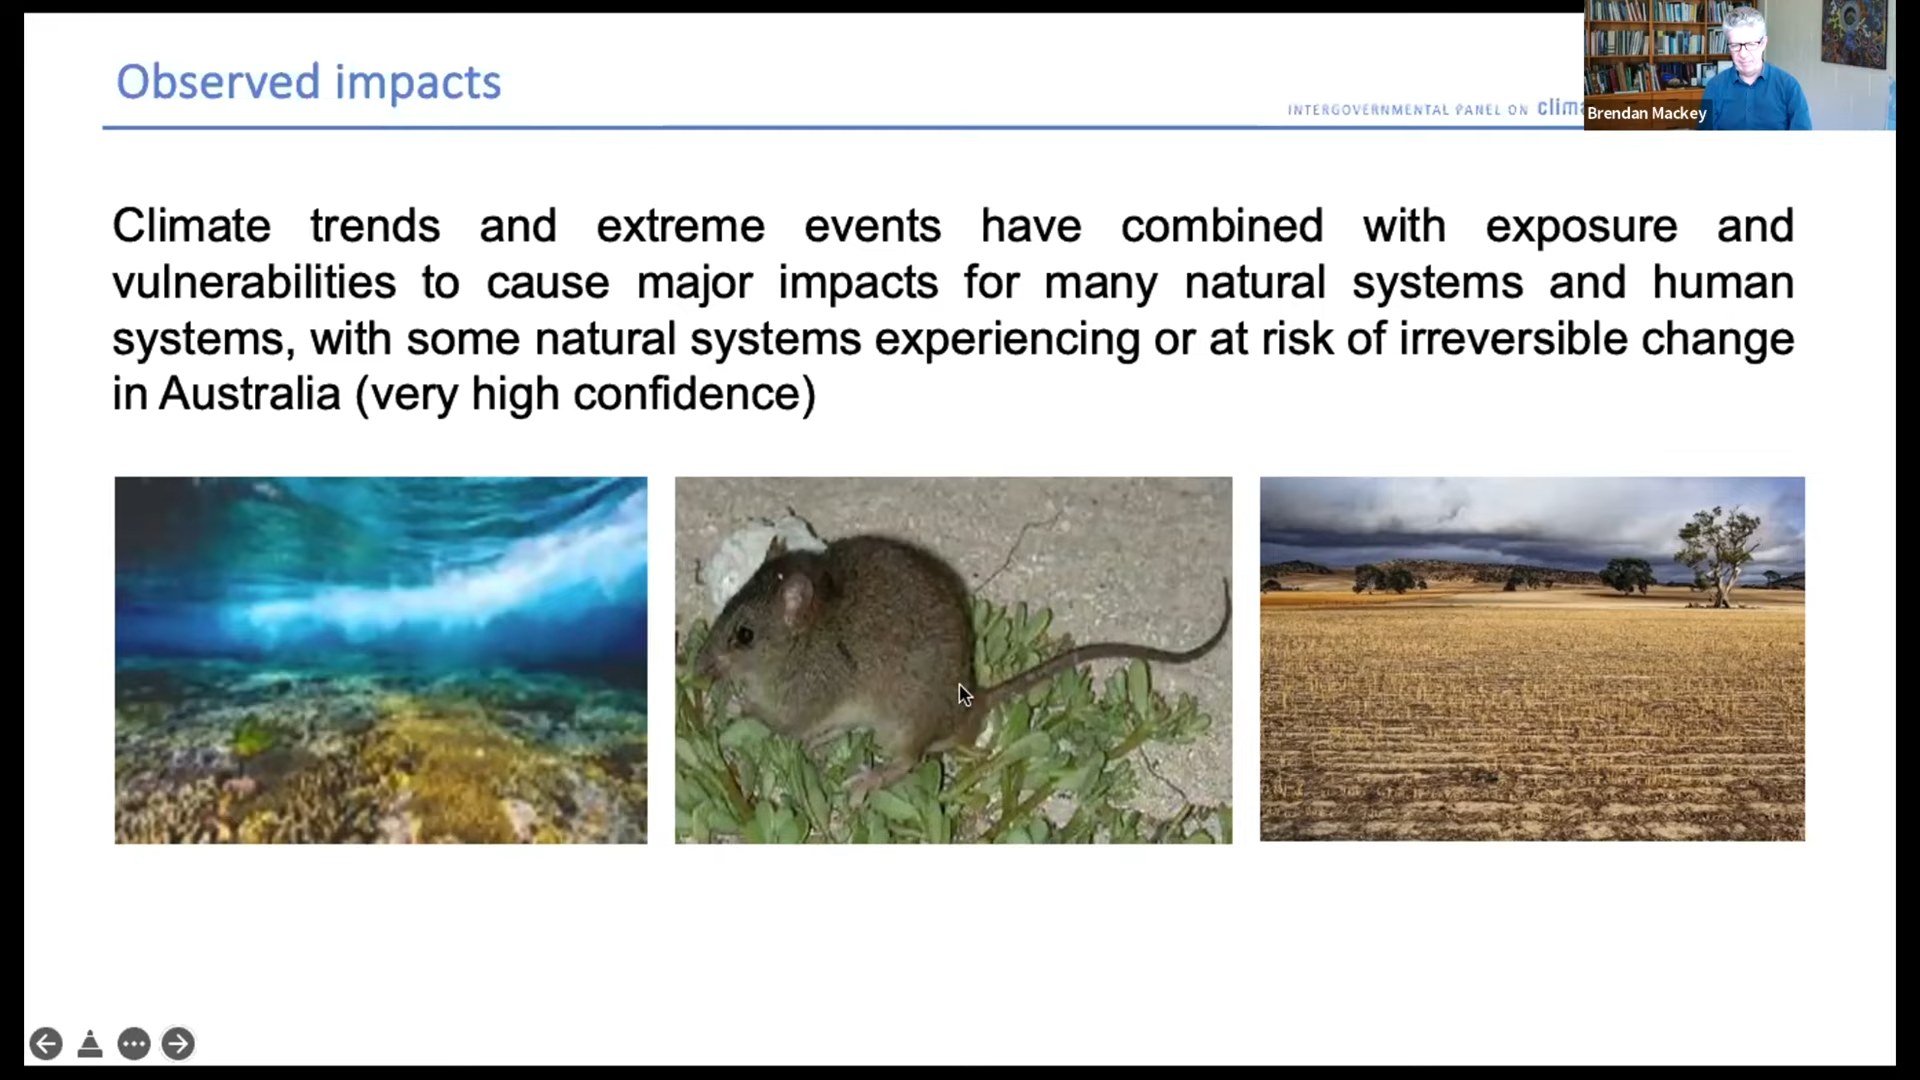 Observed impacts
INTERGOVERNMENTAL PANEL ON
Brendan Mackey
Climate trends and extreme events have combined with exposure and
vulnerabilities to cause major impacts for many natural systems and human
systems, with some natural systems experiencing or at risk of irreversible change
in Australia (very high confidence)